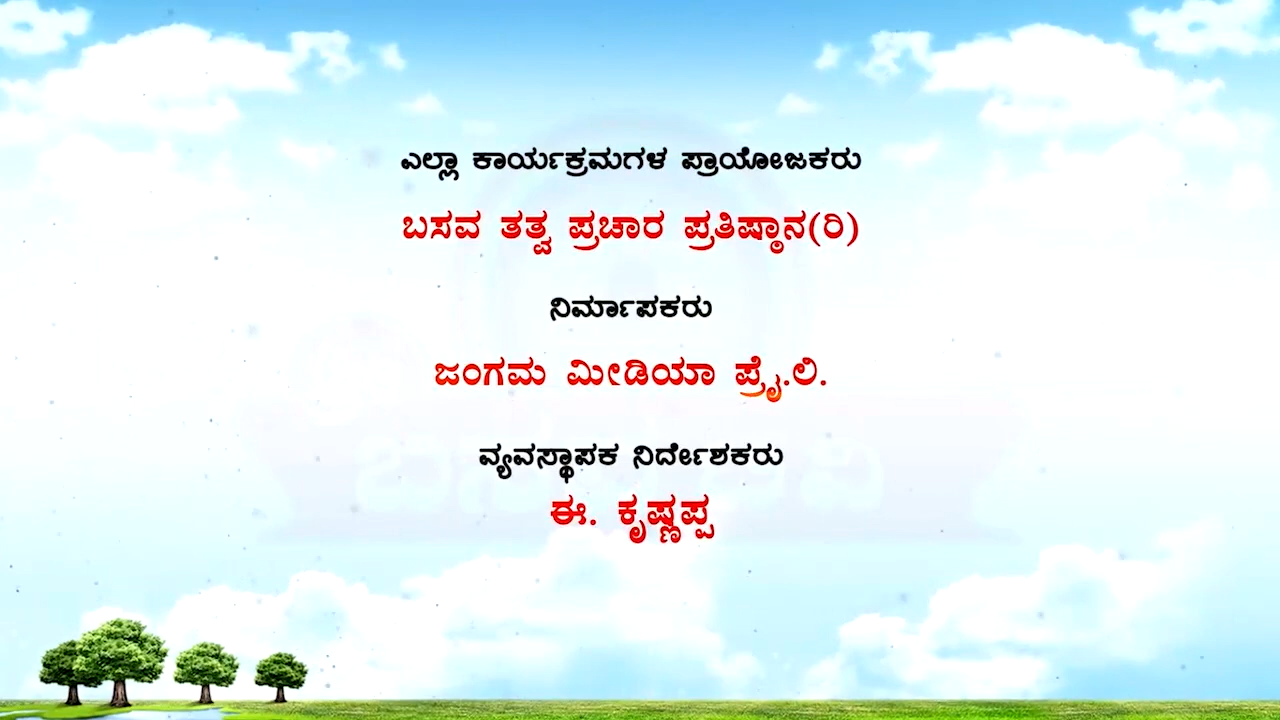 ಎಲ್ಲಾ ಕಾರ್ಯಕ್ರಮಗಳ ಪ್ರಾಯೋಜಕರು
ಬಸವ ತತ್ವ ಪ್ರಚಾರ ಪ್ರತಿಷ್ಠಾನ(ರಿ)
ನಿರ್ಮಾಪಕರು
ಜಂಗಮ ಮೀಡಿಯಾ ಪ್ರೈ.ಲಿ.
ವ್ಯವಸ್ಥಾಪಕ ನಿರ್ದೇಶಕರು
ಈ. ಕೃಷ್ಣಪ್ಪ